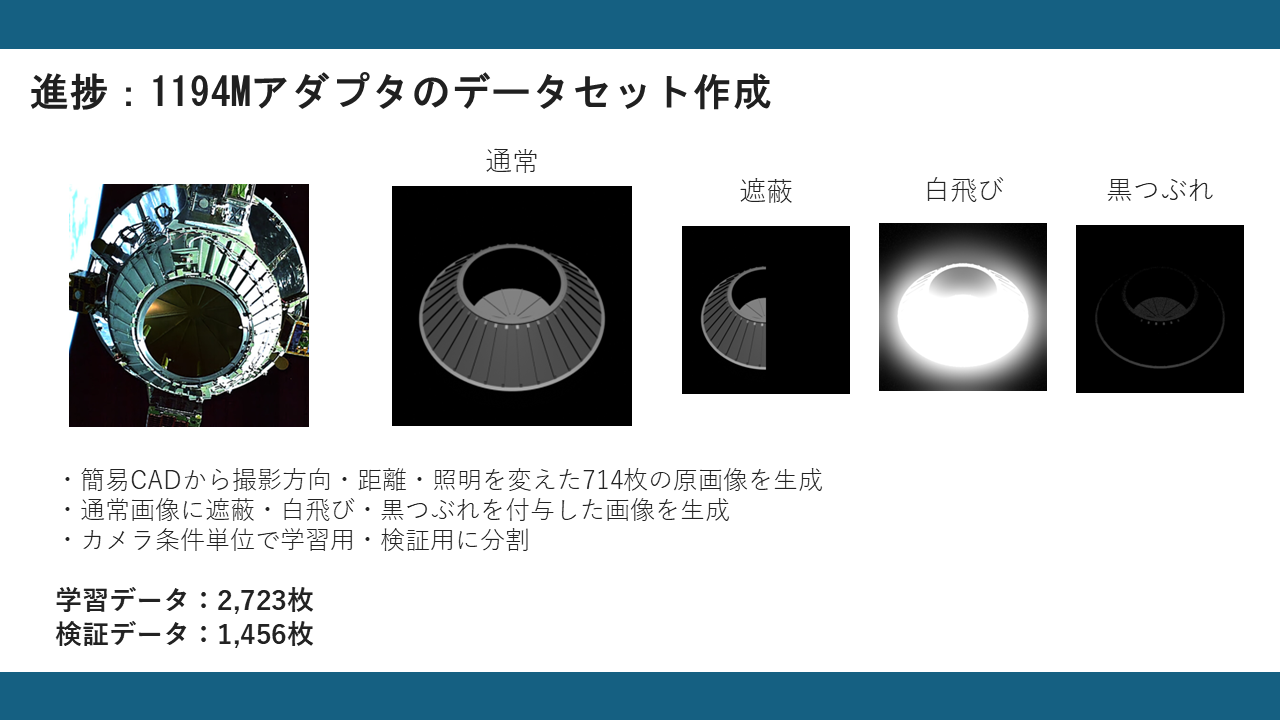 進捗：1194Mアダプタのデータセット作成
通常
遮蔽
白飛び
黒つぶれ
・簡易CADから撮影方向・距離・照明を変えた714枚の原画像を生成
・通常画像に遮蔽・白飛び・黒つぶれを付与した画像を生成
・カメラ条件単位で学習用・検証用に分割
学習データ：2,723枚
検証データ：1,456枚